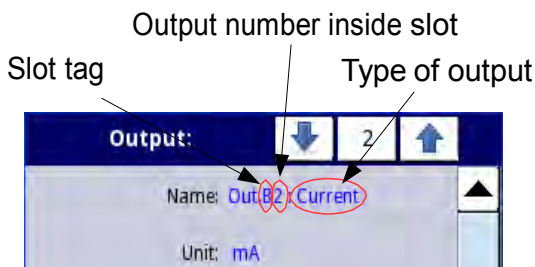 Output number inside slot
Slot tag
Type of output
Output: 2
Name: Out.B2: Current
Unit: mA